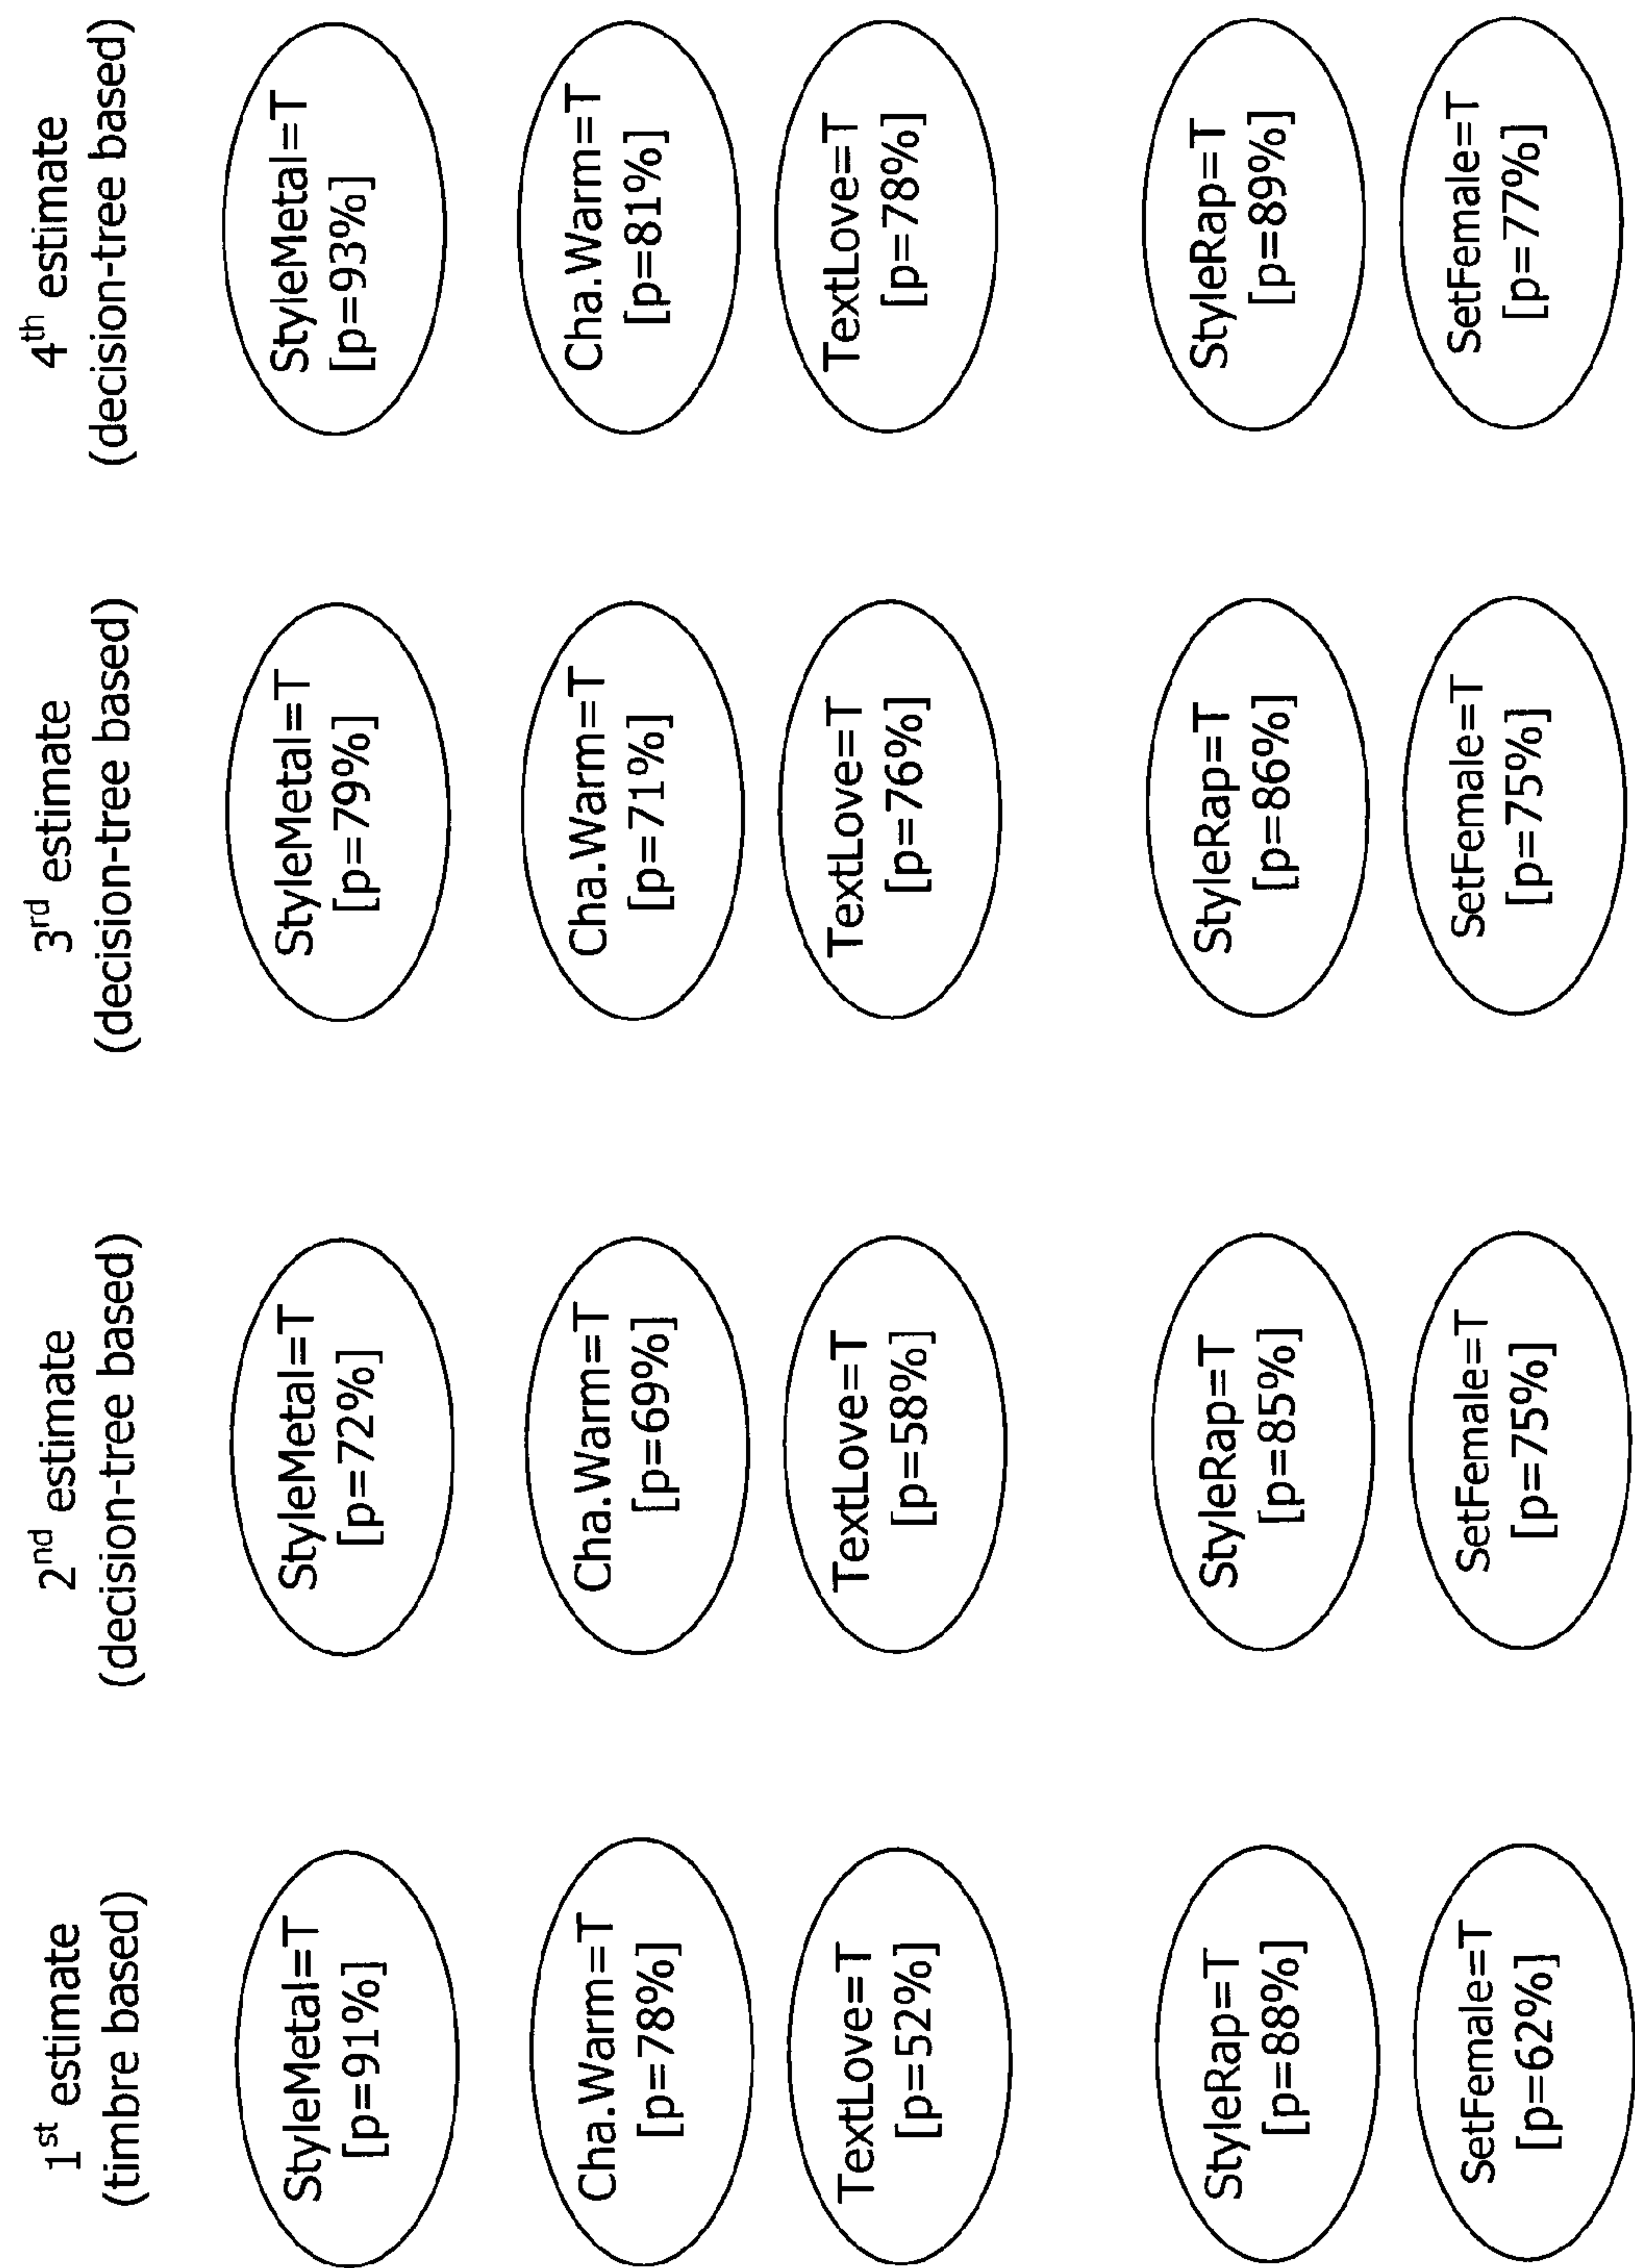 1st estimate
(timbre based)
2nd estimate
(decision-tree based)
3rd estimate
(decision-tree based)
4th estimate
(decision-tree based)
StyleMetal=T
[p=91%]
StyleMetal=T
[p=72%]
StyleMetal=T
[p=79%]
StyleMetal=T
[p=93%]
Cha.Warm=T
[p=78%]
Cha.Warm=T
[p=69%]
Cha.Warm=T
[p=71%]
Cha.Warm=T
[p=81%]
TextLove=T
[p=52%]
TextLove=T
[p=58%]
TextLove=T
[p=76%]
TextLove=T
[p=78%]
StyleRap=T
[p=88%]
StyleRap=T
[p=85%]
StyleRap=T
[p=86%]
StyleRap=T
[p=89%]
SetFemale=T
[p=62%]
SetFemale=T
[p=75%]
SetFemale=T
[p=75%]
SetFemale=T
[p=77%]